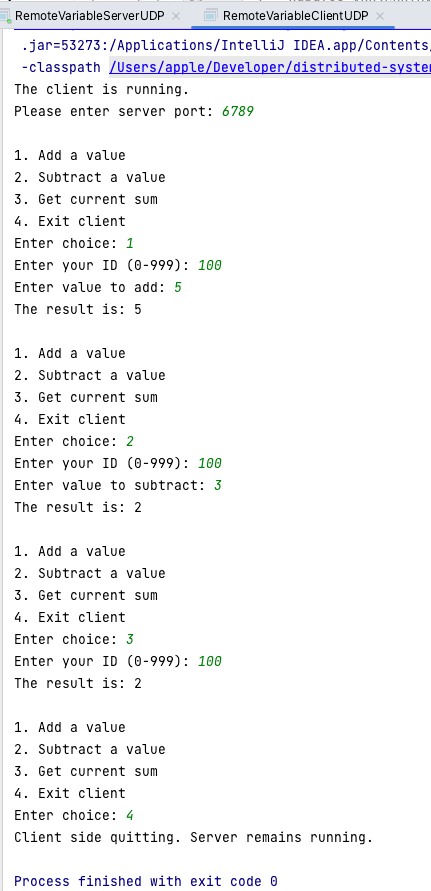 RemoteVariableServerUDP × RemoteVariableClientUDP ×
.jar=53273:/Applications/IntelliJ IDEA.app/Contents/
-classpath /Users/apple/Developer/distributed-system
The client is running.
Please enter server port: 6789
1. Add a value
2. Subtract a value
3. Get current sum
4. Exit client
Enter choice: 1
Enter your ID (0-999): 100
Enter value to add: 5
The result is: 5
1. Add a value
2. Subtract a value
3. Get current sum
4. Exit client
Enter choice: 2
Enter your ID (0-999): 100
Enter value to subtract: 3
The result is: 2
1. Add a value
2. Subtract a value
3. Get current sum
4. Exit client
Enter choice: 3
Enter your ID (0-999): 100
The result is: 2
1. Add a value
2. Subtract a value
3. Get current sum
4. Exit client
Enter choice: 4
Client side quitting. Server remains running.
Process finished with exit code 0